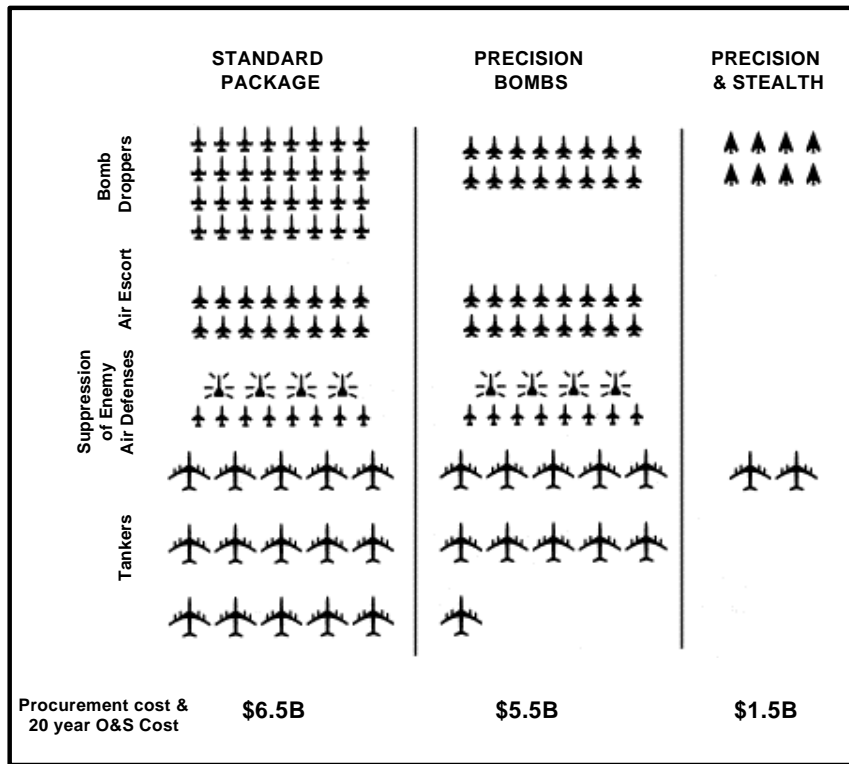 STANDARD
PACKAGE
PRECISION
BOMBS
PRECISION
& STEALTH
Bomb
Droppers
Air Escort
Suppression
of Enemy
Air Defenses
Tankers
Procurement cost &
20 year O&S Cost
$6.5B
$5.5B
$1.5B